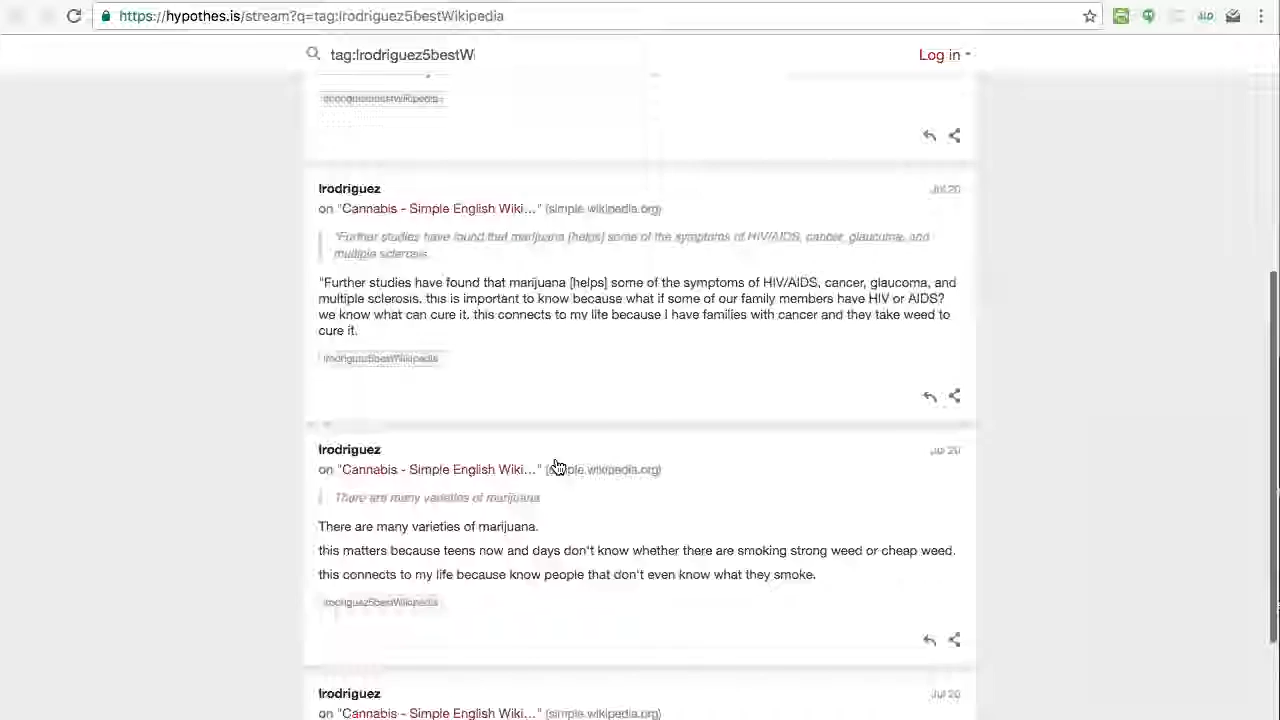 https://hypothes.is/stream?q=tag:lrodriguez5bestWikipedia
tag:lrodriguez5bestWi
Log in
lrodriguez5bestWikipedia
lrodriguez
Jul 20
on "Cannabis - Simple English Wiki..." (simple.wikipedia.org)
"Further studies have found that marijuana [helps] some of the symptoms of HIV/AIDS, cancer, glaucoma, and
multiple sclerosis.
"Further studies have found that marijuana [helps] some of the symptoms of HIV/AIDS, cancer, glaucoma, and
multiple sclerosis. this is important to know because what if some of our family members have HIV or AIDS?
we know what can cure it. this connects to my life because I have families with cancer and they take weed to
cure it.
lrodriguez5bestWikipedia
lrodriguez
Jul 20
on "Cannabis - Simple English Wiki..." (simple.wikipedia.org)
There are many varieties of marijuana
There are many varieties of marijuana.
this matters because teens now and days don't know whether there are smoking strong weed or cheap weed.
this connects to my life because know people that don't even know what they smoke.
lrodriguez5bestWikipedia
lrodriguez
Jul 20
on "Cannabis - Simple English Wiki..." (simple.wikipedia.org)